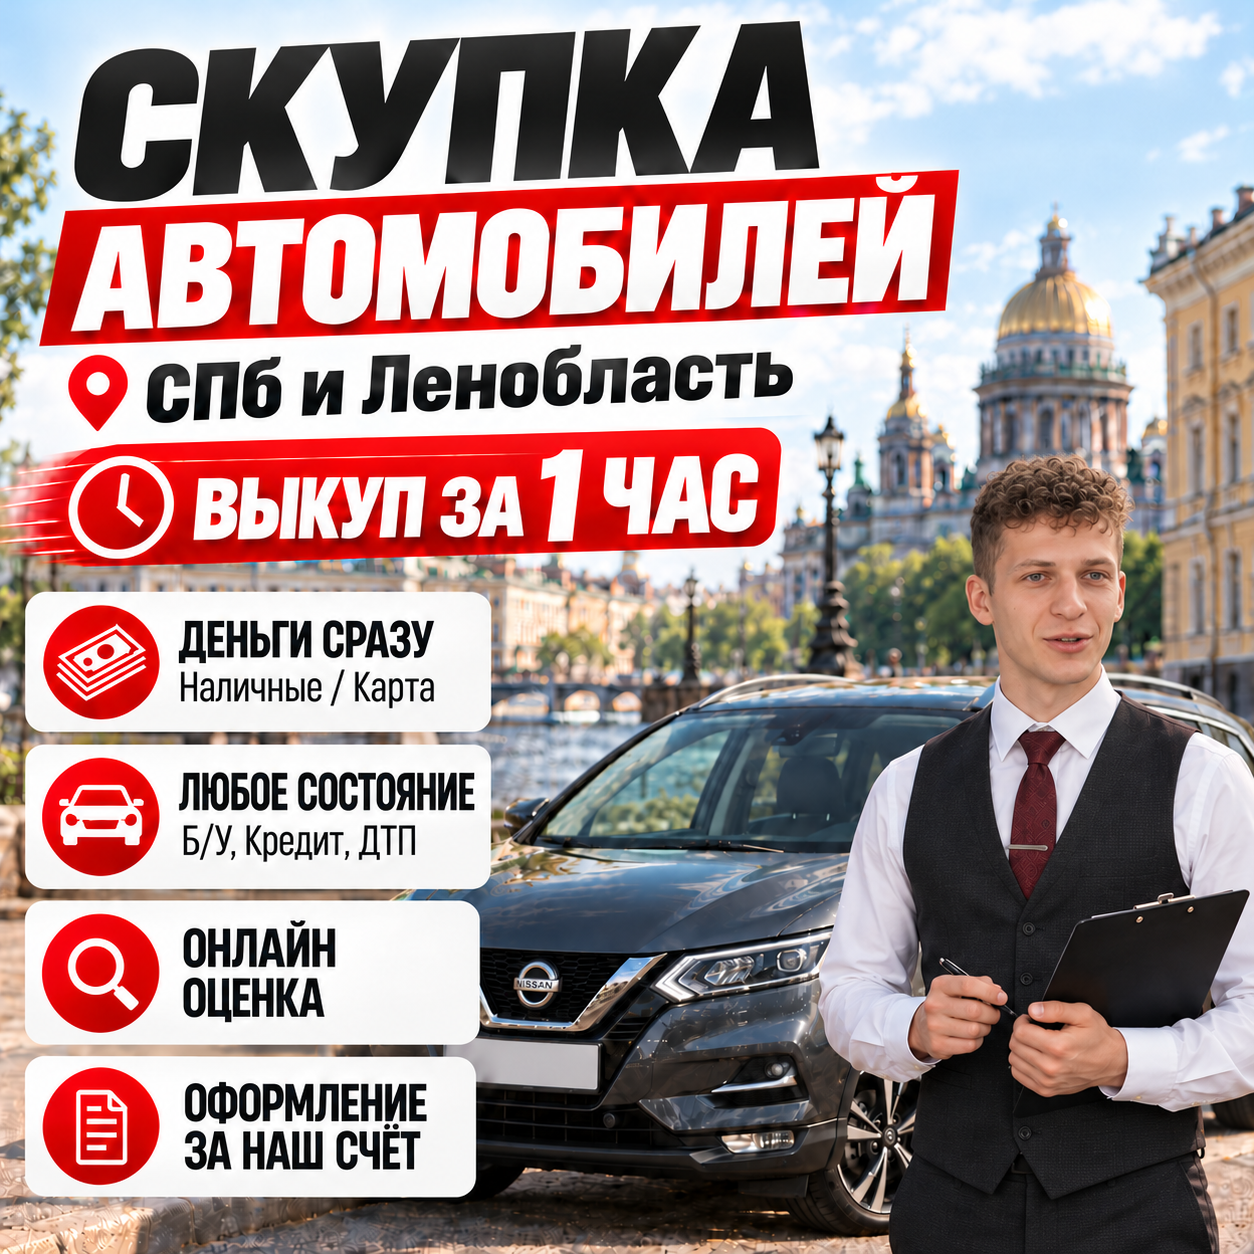 СКУПКА
АВТОМОБИЛЕЙ
СПб и Ленобласть
ВЫКУП ЗА 1 ЧАС
ДЕНЬГИ СРАЗУ
Наличные / Карта
ЛЮБОЕ СОСТОЯНИЕ
Б/У, Кредит, ДТП
ОНЛАЙН
ОЦЕНКА
ОФОРМЛЕНИЕ
ЗА НАШ СЧЁТ
NISSAN